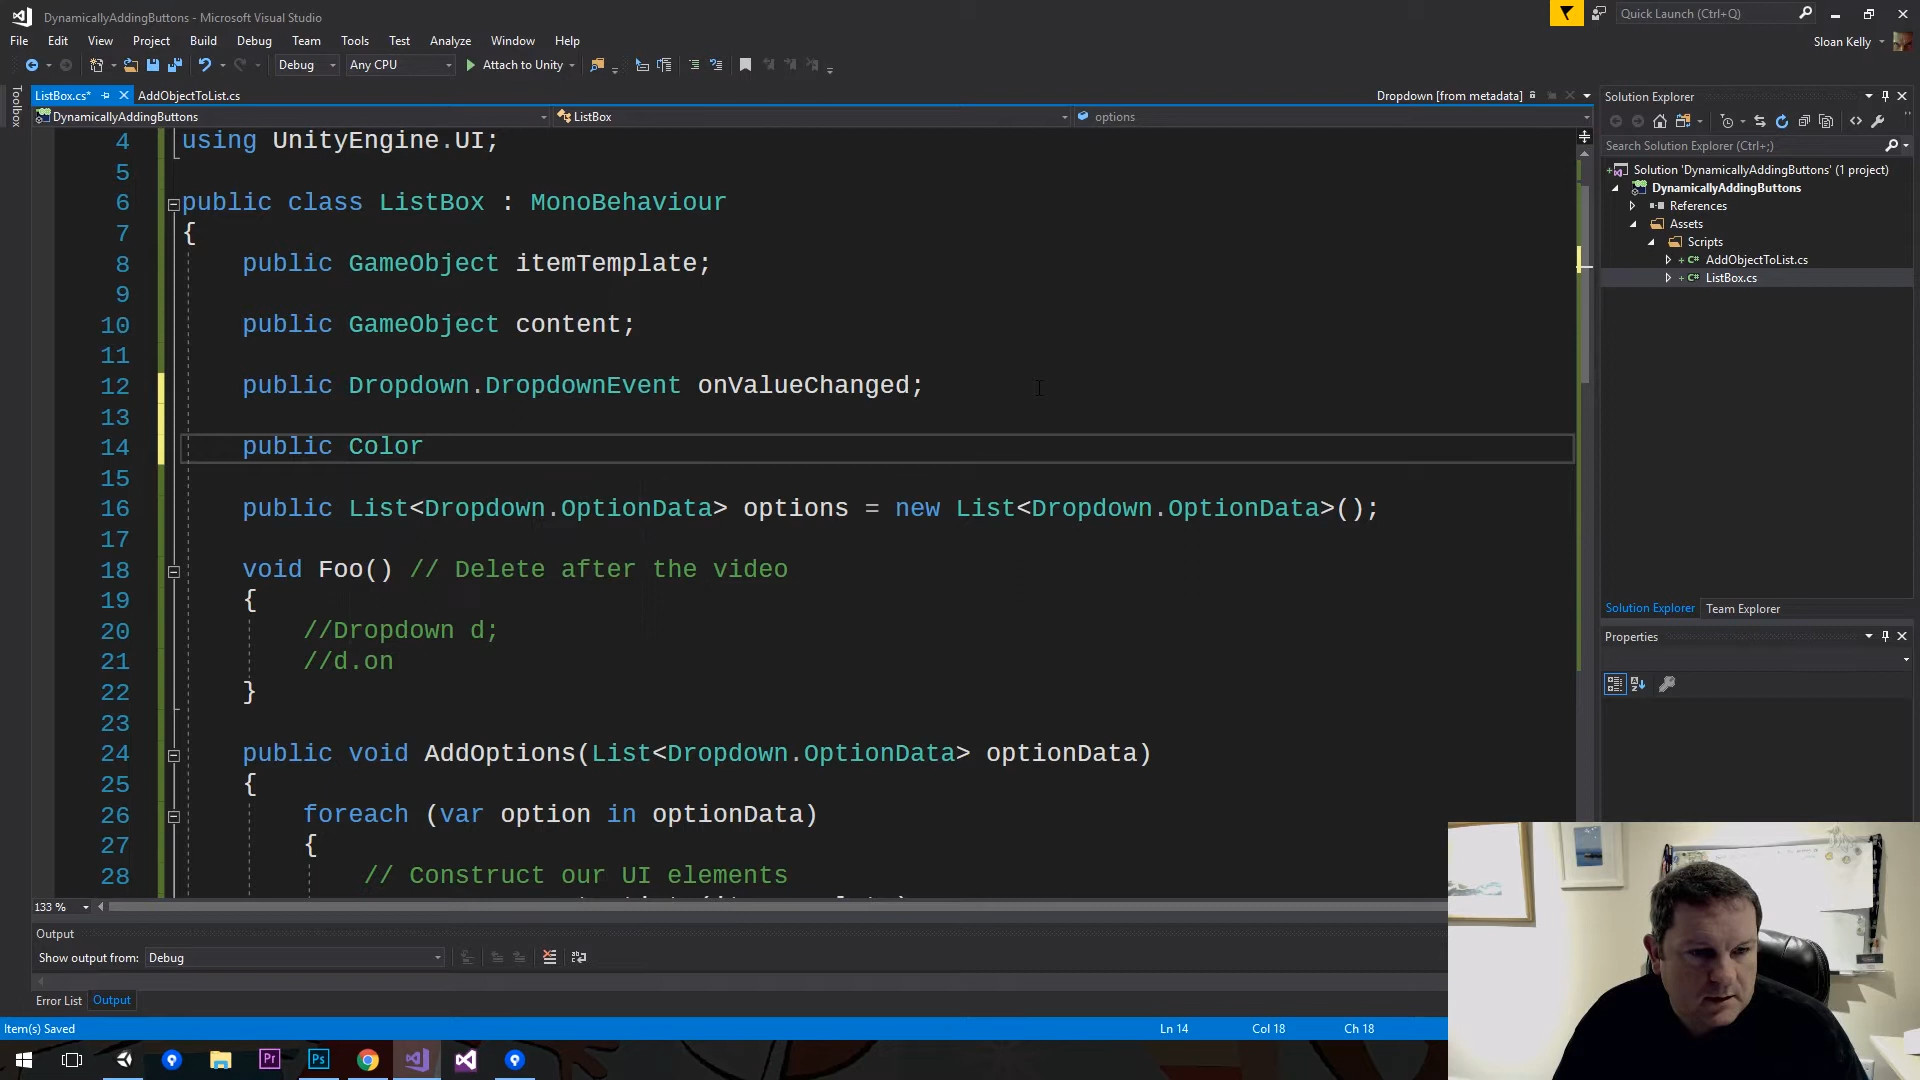 DynamicallyAddingButtons - Microsoft Visual Studio
Quick Launch (Ctrl+Q)
File Edit View Project Build Debug Team Tools Test Analyze Window Help
Sloan Kelly
Debug Any CPU Attach to Unity
Toolbox
ListBox.cs* AddObjectToList.cs
Dropdown [from metadata]
DynamicallyAddingButtons ListBox options
4 using UnityEngine.UI;
5
6 public class ListBox : MonoBehaviour
7 {
8 public GameObject itemTemplate;
9
10 public GameObject content;
11
12 public Dropdown.DropdownEvent onValueChanged;
13
14 public Color
15
16 public List<Dropdown.OptionData> options = new List<Dropdown.OptionData>();
17
18 void Foo() // Delete after the video
19 {
20 //Dropdown d;
21 //d.on
22 }
23
24 public void AddOptions(List<Dropdown.OptionData> optionData)
25 {
26 foreach (var option in optionData)
27 {
28 // Construct our UI elements
133 %
Output
Show output from: Debug
Error List Output
Item(s) Saved
Ln 14 Col 18 Ch 18
Solution Explorer
Search Solution Explorer (Ctrl+;)
Solution 'DynamicallyAddingButtons' (1 project)
DynamicallyAddingButtons
References
Assets
Scripts
AddObjectToList.cs
ListBox.cs
Solution Explorer Team Explorer
Properties
Pr Ps